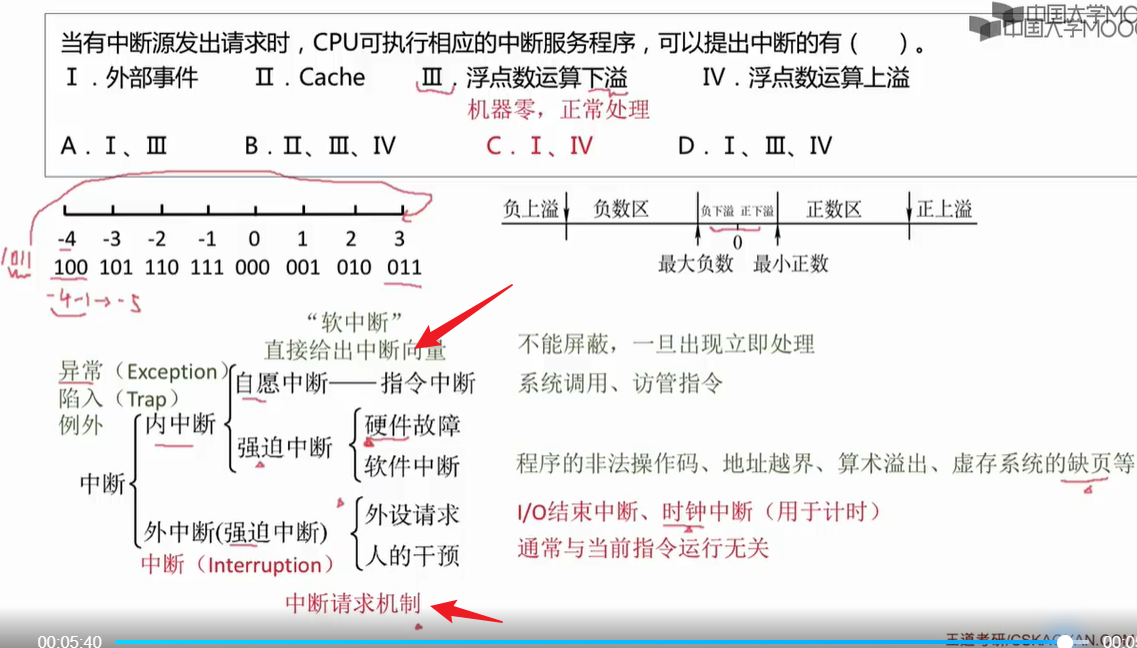 中国大学MOO
中国大学MOO
当有中断源发出请求时，CPU可执行相应的中断服务程序，可以提出中断的有（　　）。
Ⅰ．外部事件　　Ⅱ．Cache　　Ⅲ．浮点数运算下溢　　Ⅳ．浮点数运算上溢
机器零，正常处理
A．Ⅰ、Ⅲ　　B．Ⅱ、Ⅲ、Ⅳ　　C．Ⅰ、Ⅳ　　D．Ⅰ、Ⅲ、Ⅳ
-4 -3 -2 -1 0 1 2 3
1011
100 101 110 111 000 001 010 011
-4-1→-5
负上溢　负数区　负下溢　正下溢　正数区　正上溢
0
最大负数　最小正数
“软中断”
直接给出中断向量
不能屏蔽，一旦出现立即处理
异常（Exception）
陷入（Trap）
例外
自愿中断——指令中断
系统调用、访管指令
内中断
强迫中断
硬件故障
软件中断
程序的非法操作码、地址越界、算术溢出、虚存系统的缺页等
中断
外中断(强迫中断)
外设请求
I/O结束中断、时钟中断（用于计时）
人的干预
通常与当前指令运行无关
中断（Interruption）
中断请求机制
00:05:40
王道考研/CSKAOYAN.COM